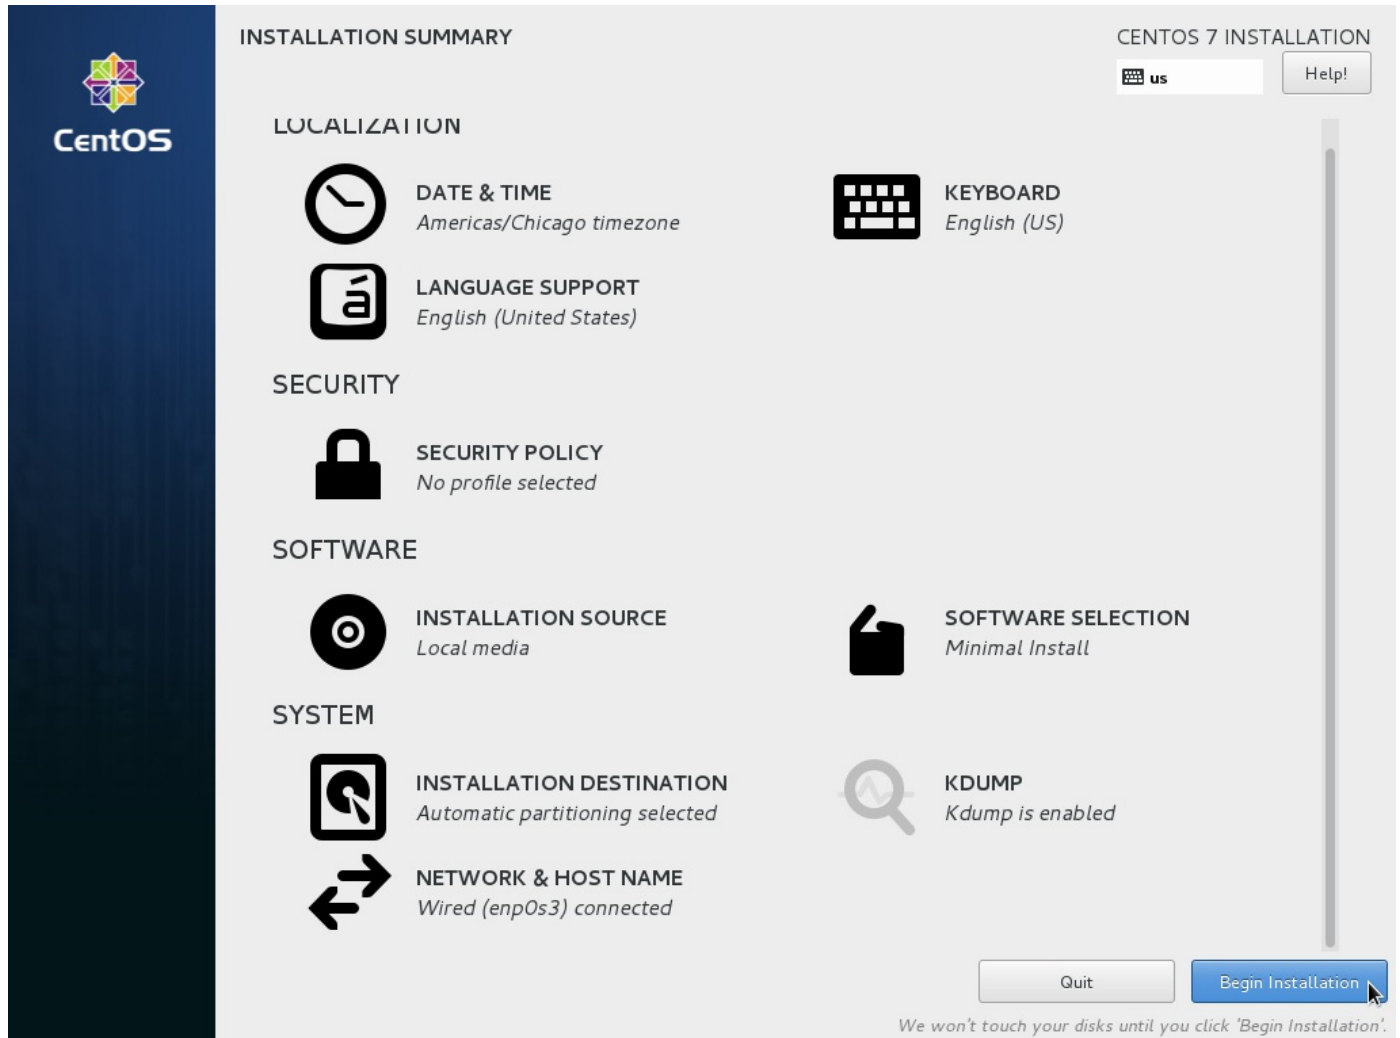 CentOS
INSTALLATION SUMMARY
CENTOS 7 INSTALLATION
us
Help!
LOCALIZATION
DATE & TIME
Americas/Chicago timezone
KEYBOARD
English (US)
á
LANGUAGE SUPPORT
English (United States)
SECURITY
SECURITY POLICY
No profile selected
SOFTWARE
INSTALLATION SOURCE
Local media
SOFTWARE SELECTION
Minimal Install
SYSTEM
INSTALLATION DESTINATION
Automatic partitioning selected
KDUMP
Kdump is enabled
NETWORK & HOST NAME
Wired (enp0s3) connected
Quit
Begin Installation
We won't touch your disks until you click 'Begin Installation'.